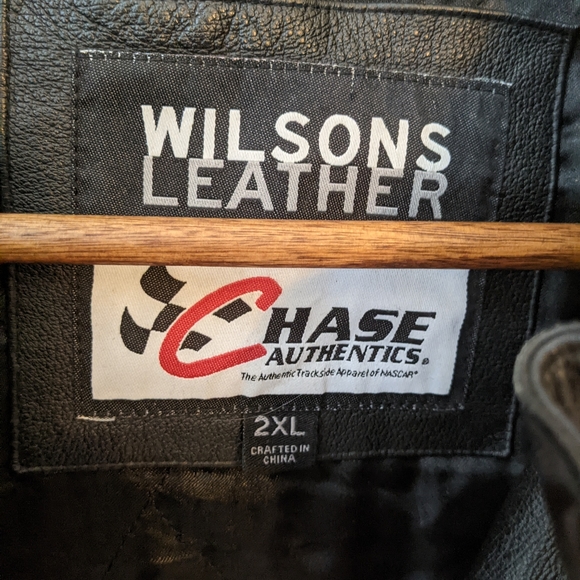 WILSONS
LEATHER
CHASE
AUTHENTICS®
The Authentic Trackside Apparel of NASCAR®
2XL
CRAFTED IN
CHINA